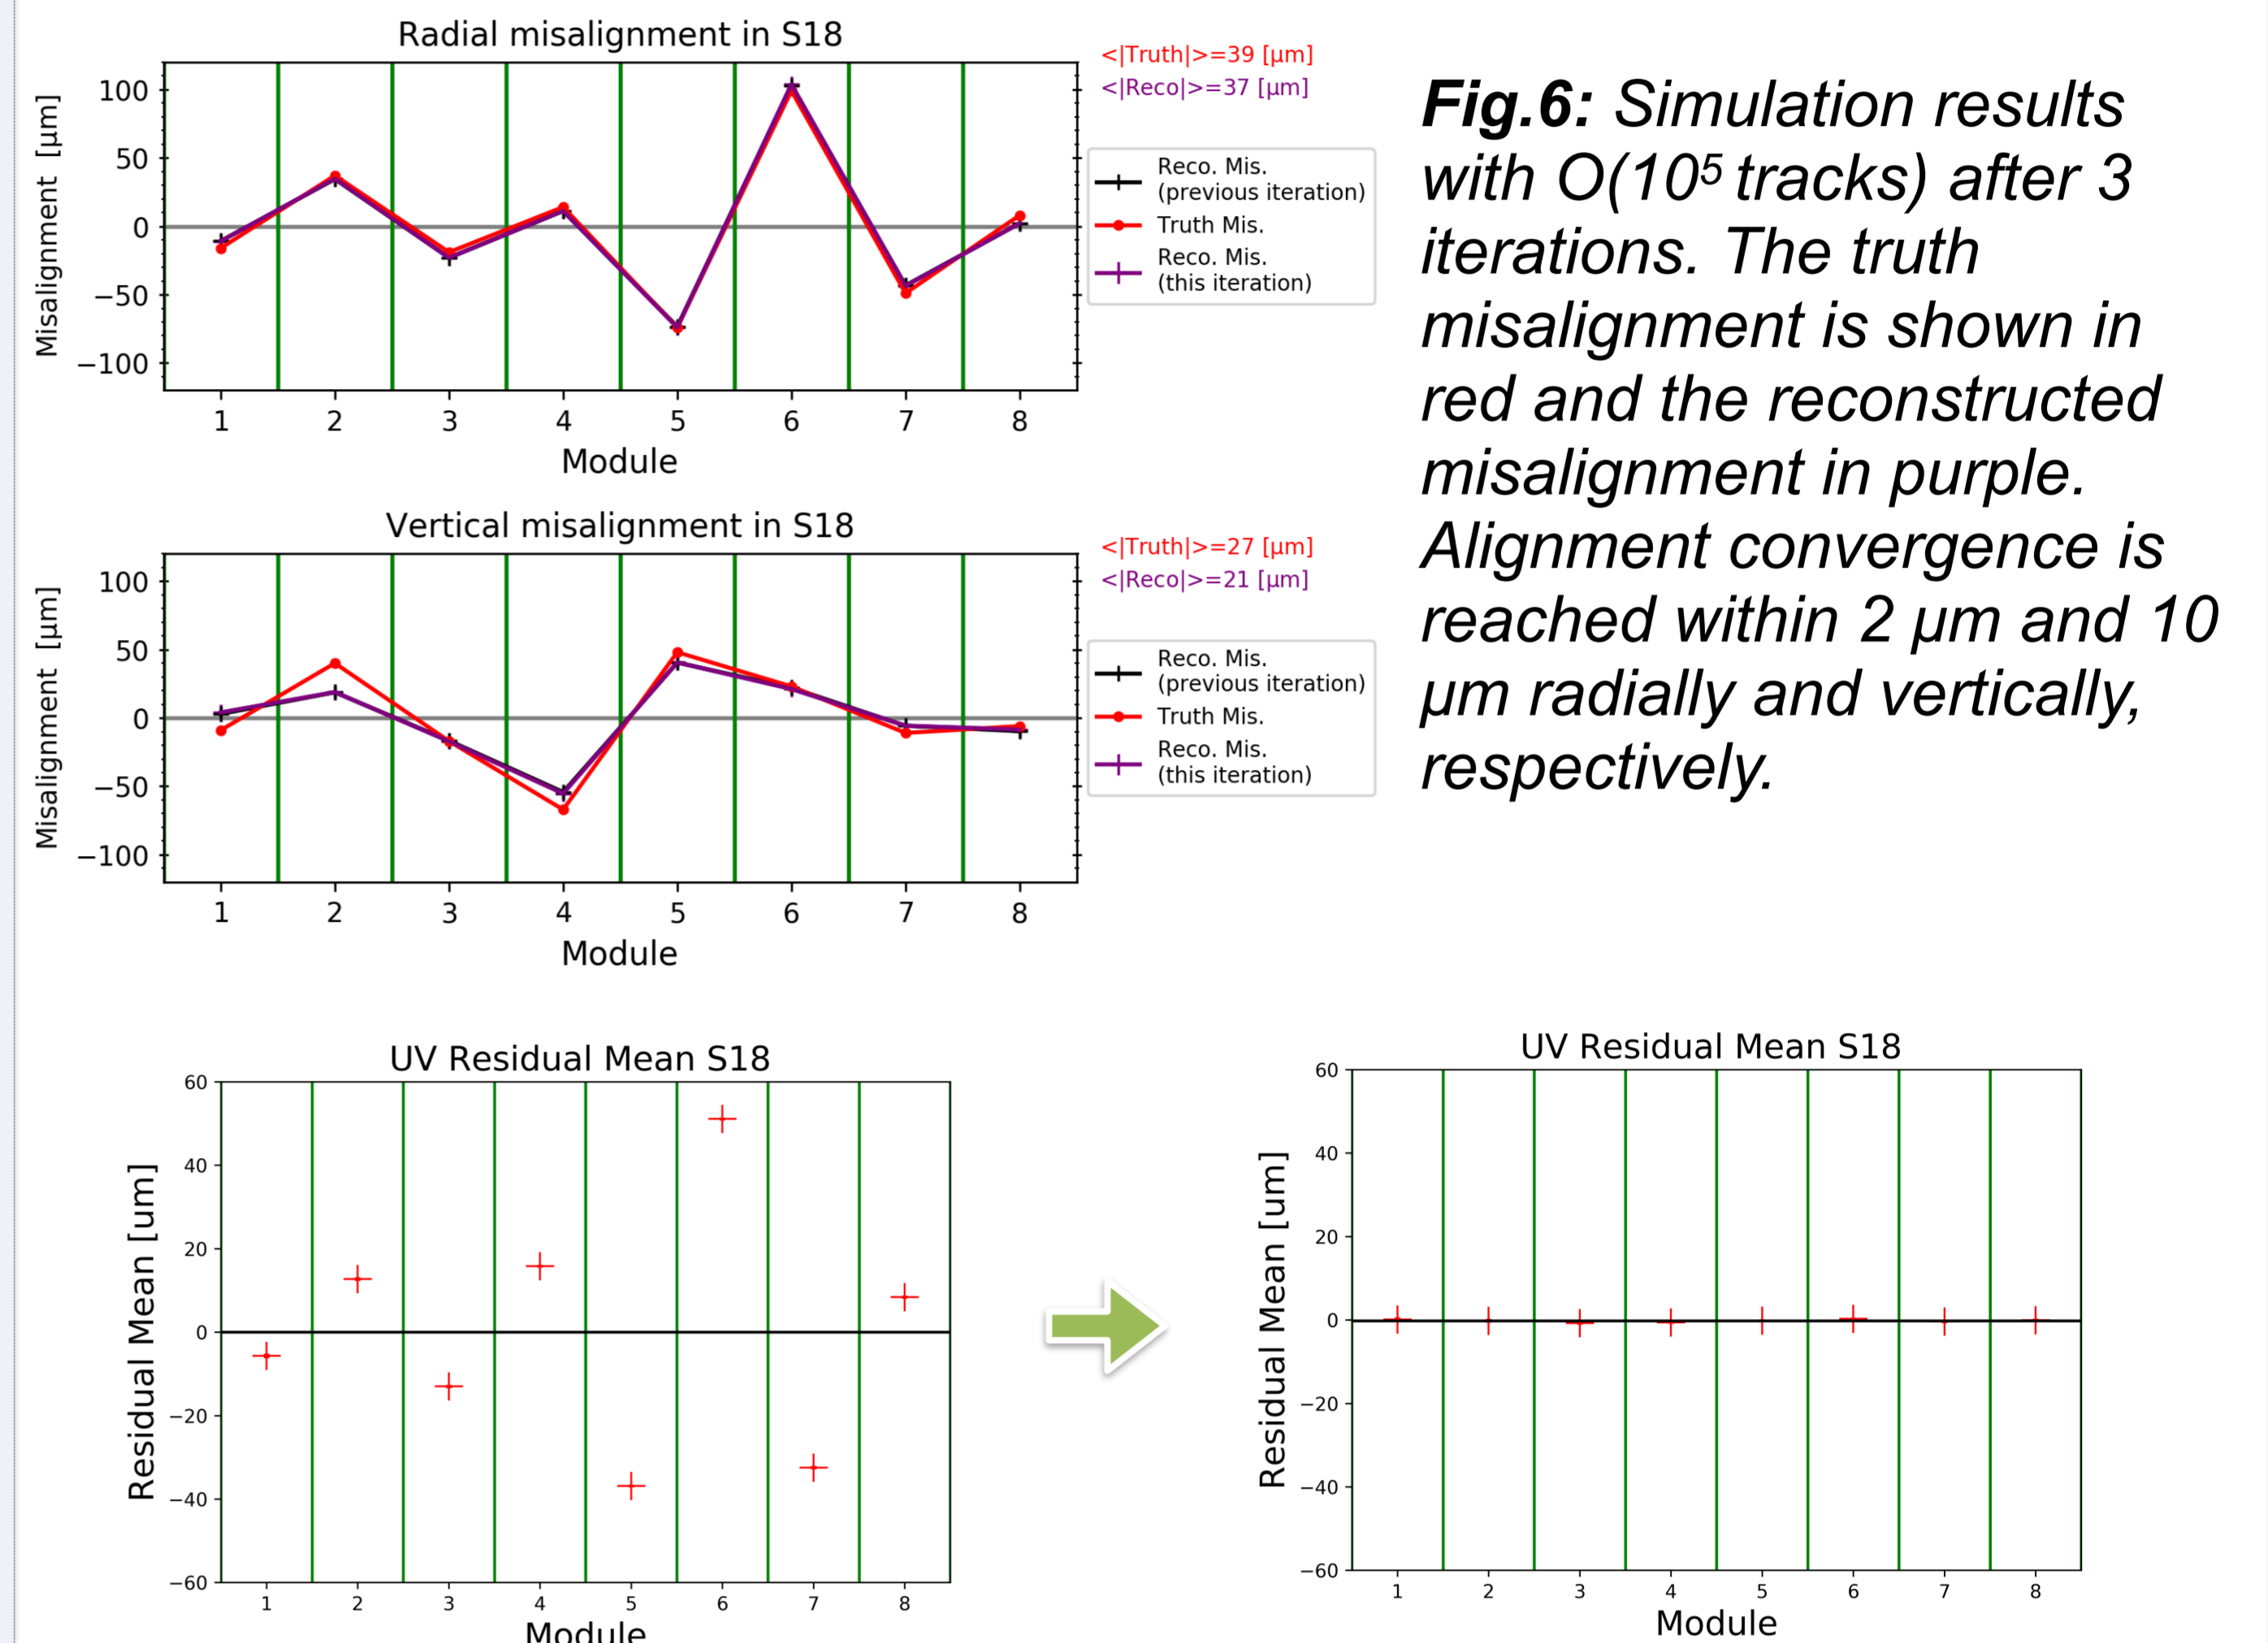 Radial misalignment in S18
<|Truth|>=39 [µm]
<|Reco|>=37 [µm]
Misalignment [µm]
100
50
0
−50
−100
1 2 3 4 5 6 7 8
Module
Reco. Mis.
(previous iteration)
Truth Mis.
Reco. Mis.
(this iteration)
Fig.6: Simulation results
with O(10⁵ tracks) after 3
iterations. The truth
misalignment is shown in
red and the reconstructed
misalignment in purple.
Alignment convergence is
reached within 2 µm and 10
µm radially and vertically,
respectively.
Vertical misalignment in S18
<|Truth|>=27 [µm]
<|Reco|>=21 [µm]
Misalignment [µm]
100
50
0
−50
−100
1 2 3 4 5 6 7 8
Module
Reco. Mis.
(previous iteration)
Truth Mis.
Reco. Mis.
(this iteration)
UV Residual Mean S18
Residual Mean [um]
60
40
20
0
−20
−40
−60
1 2 3 4 5 6 7 8
Module
UV Residual Mean S18
Residual Mean [um]
60
40
20
0
−20
−40
−60
1 2 3 4 5 6 7 8
Module